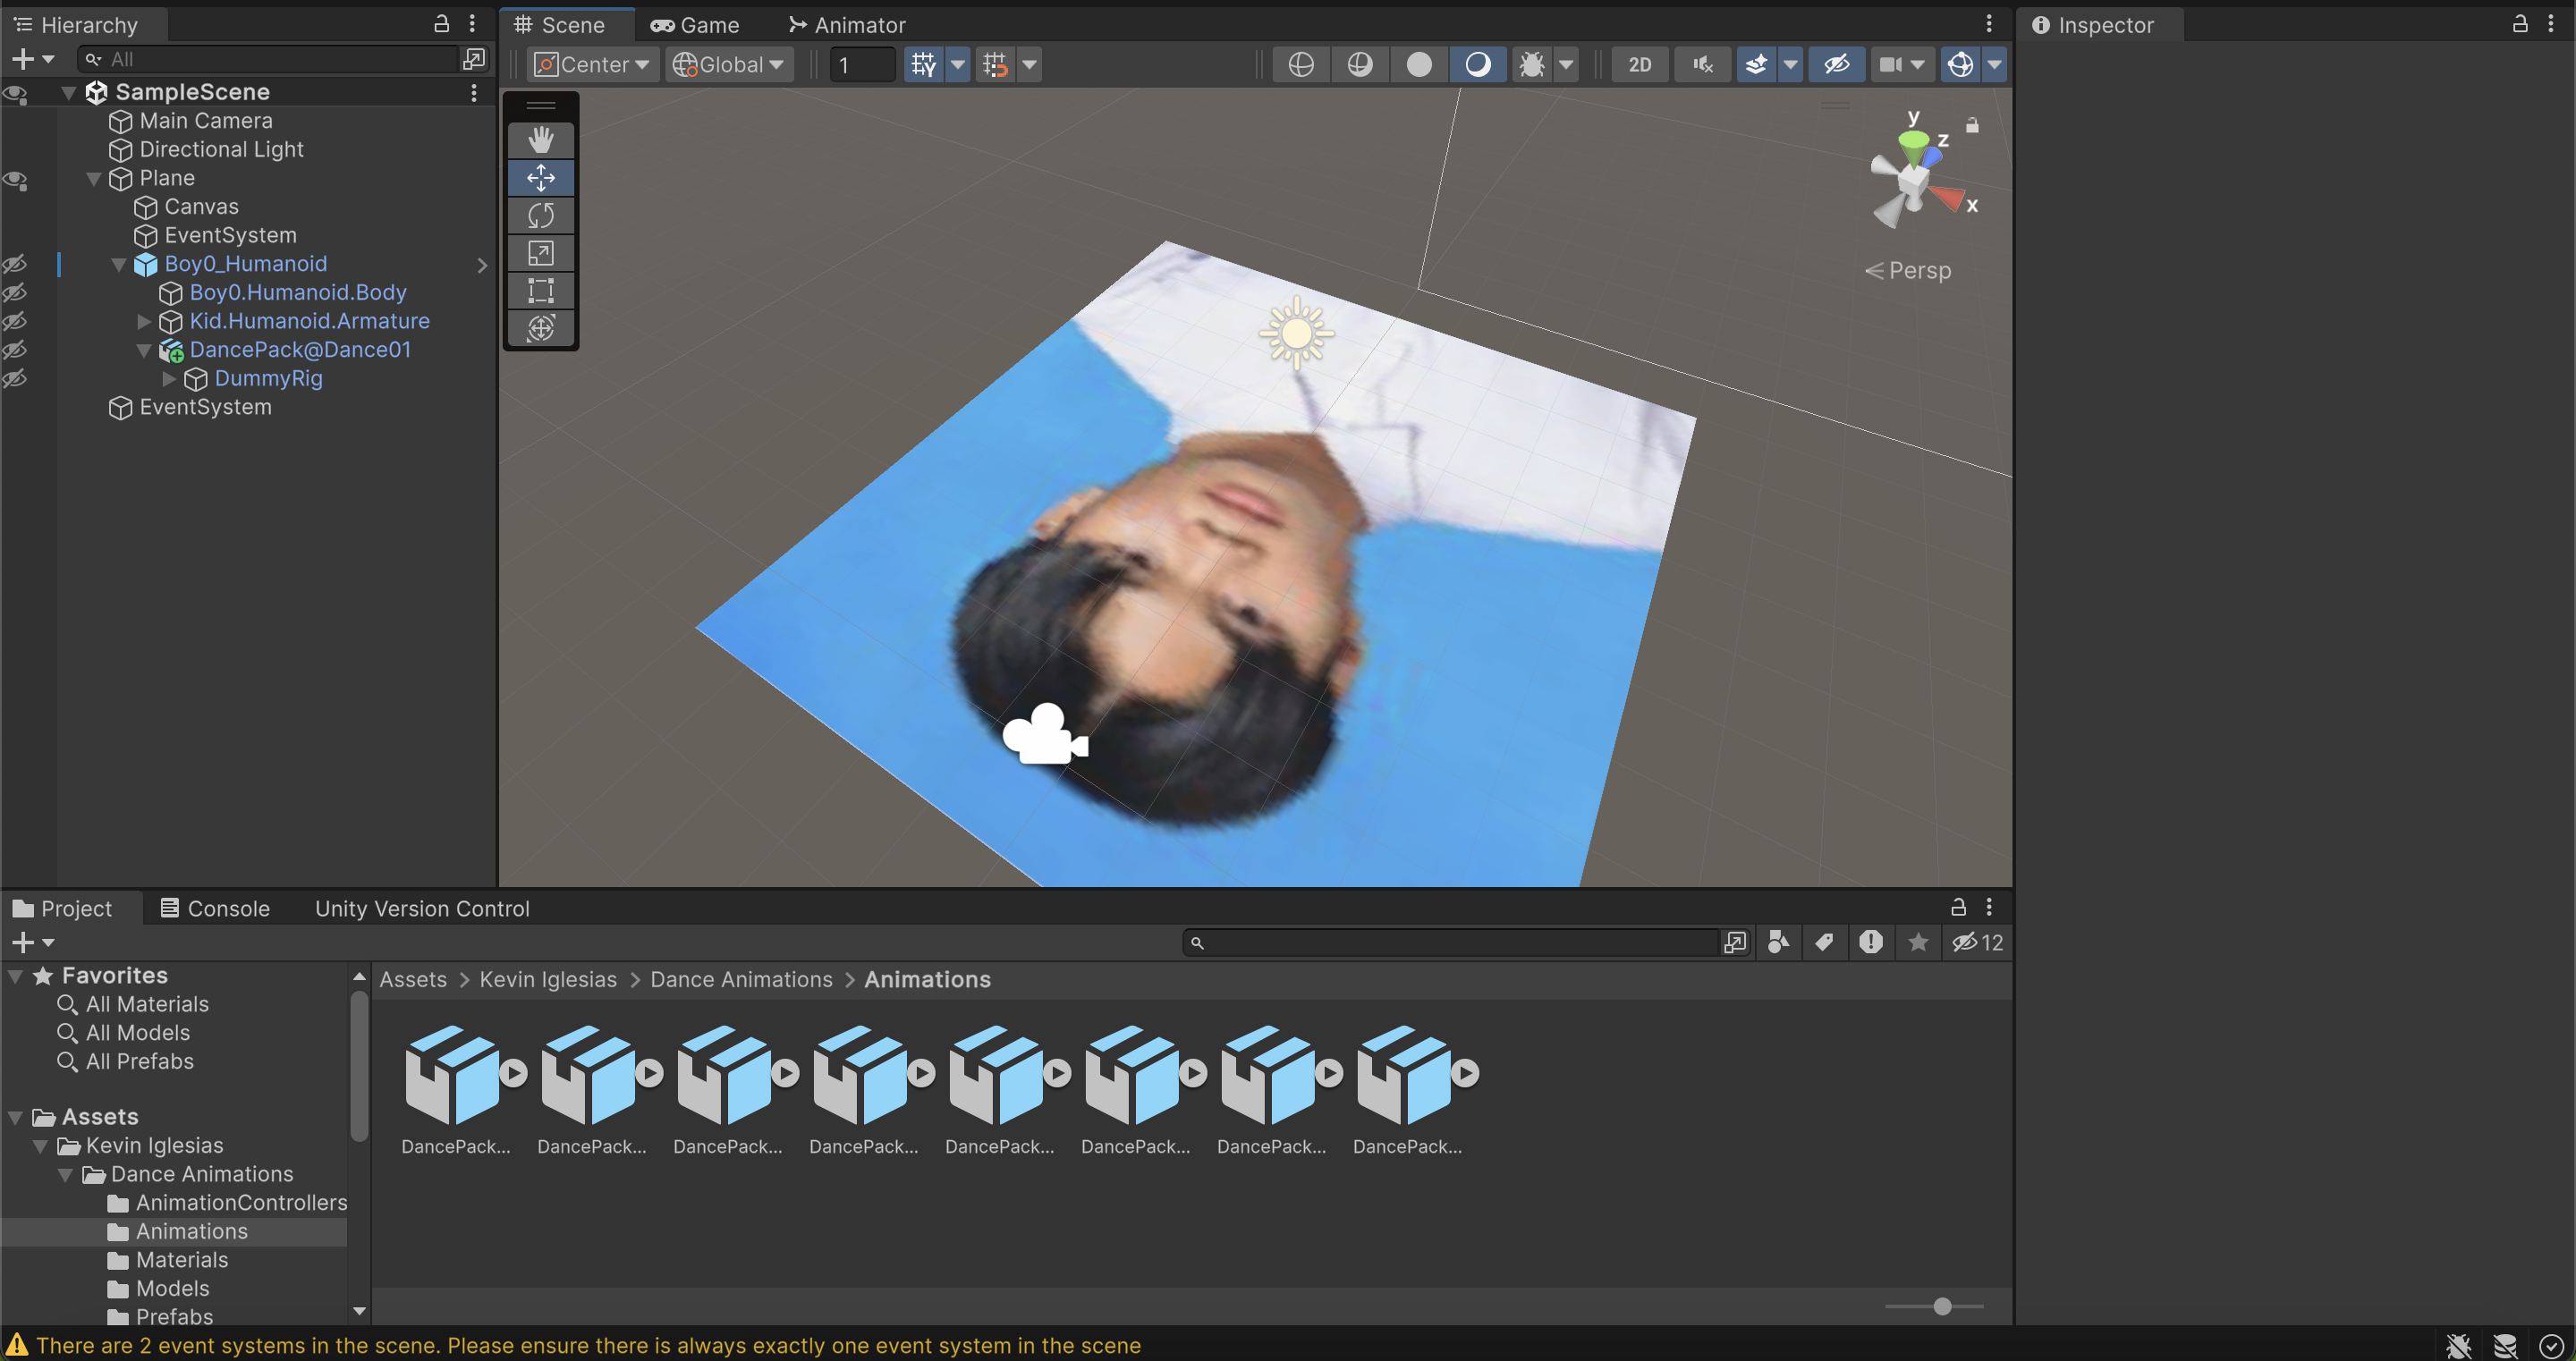 Hierarchy
All
SampleScene
Main Camera
Directional Light
Plane
Canvas
EventSystem
Boy0_Humanoid
Boy0.Humanoid.Body
Kid.Humanoid.Armature
DancePack@Dance01
DummyRig
EventSystem
Scene Game Animator
Center Global 1 2D
y
z
x
Persp
Inspector
Project Console Unity Version Control
12
Favorites
All Materials
All Models
All Prefabs
Assets
Kevin Iglesias
Dance Animations
AnimationControllers
Animations
Materials
Models
Prefabs
Assets > Kevin Iglesias > Dance Animations > Animations
DancePack... DancePack... DancePack... DancePack... DancePack... DancePack... DancePack... DancePack...
There are 2 event systems in the scene. Please ensure there is always exactly one event system in the scene